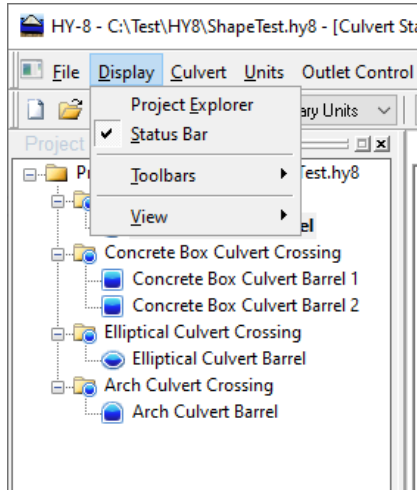 HY-8 - C:\Test\HY8\ShapeTest.hy8 - [Culvert Sta
File Display Culvert Units Outlet Control
Project Explorer
Status Bar
Toolbars
View
ary Units
Project
P
Test.hy8
el
Concrete Box Culvert Crossing
Concrete Box Culvert Barrel 1
Concrete Box Culvert Barrel 2
Elliptical Culvert Crossing
Elliptical Culvert Barrel
Arch Culvert Crossing
Arch Culvert Barrel